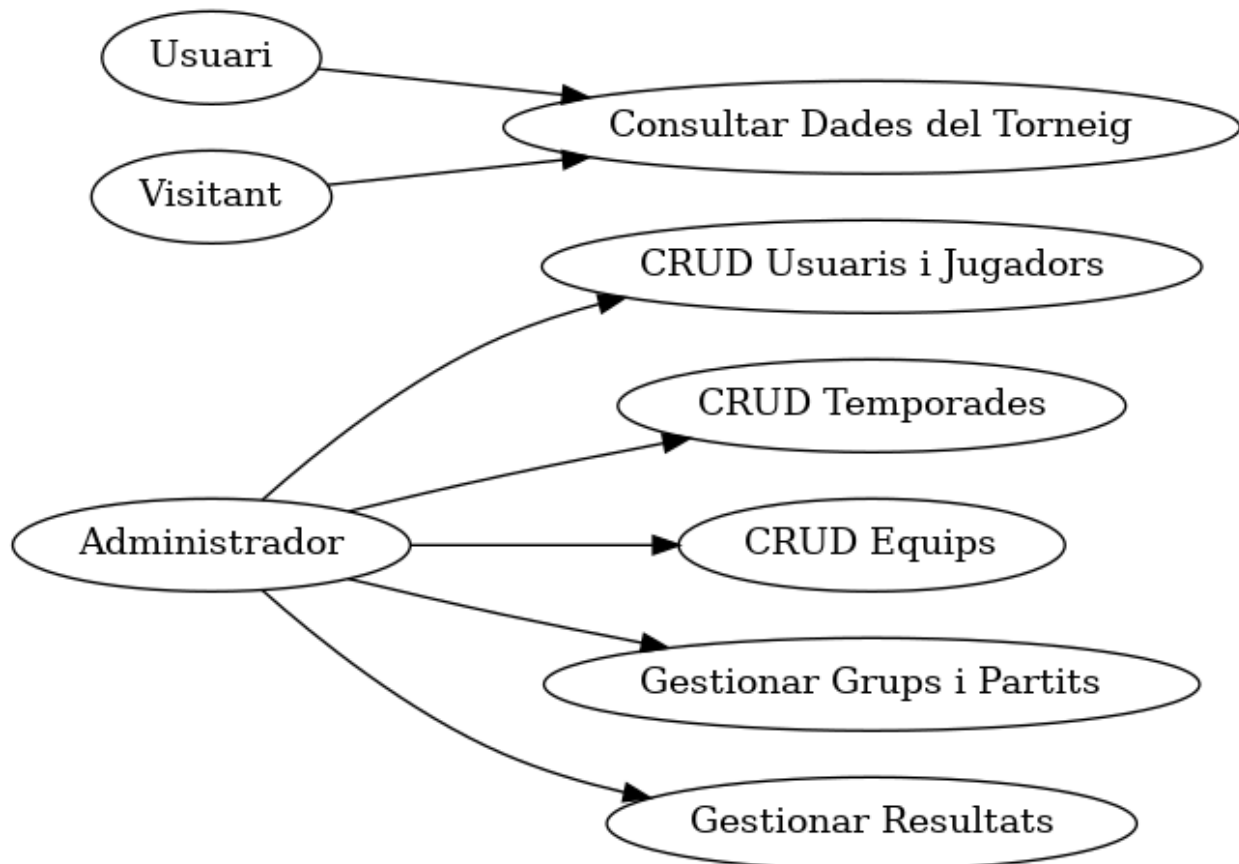 Usuari
Consultar Dades del Torneig
Visitant
CRUD Usuaris i Jugadors
CRUD Temporades
Administrador
CRUD Equips
Gestionar Grups i Partits
Gestionar Resultats